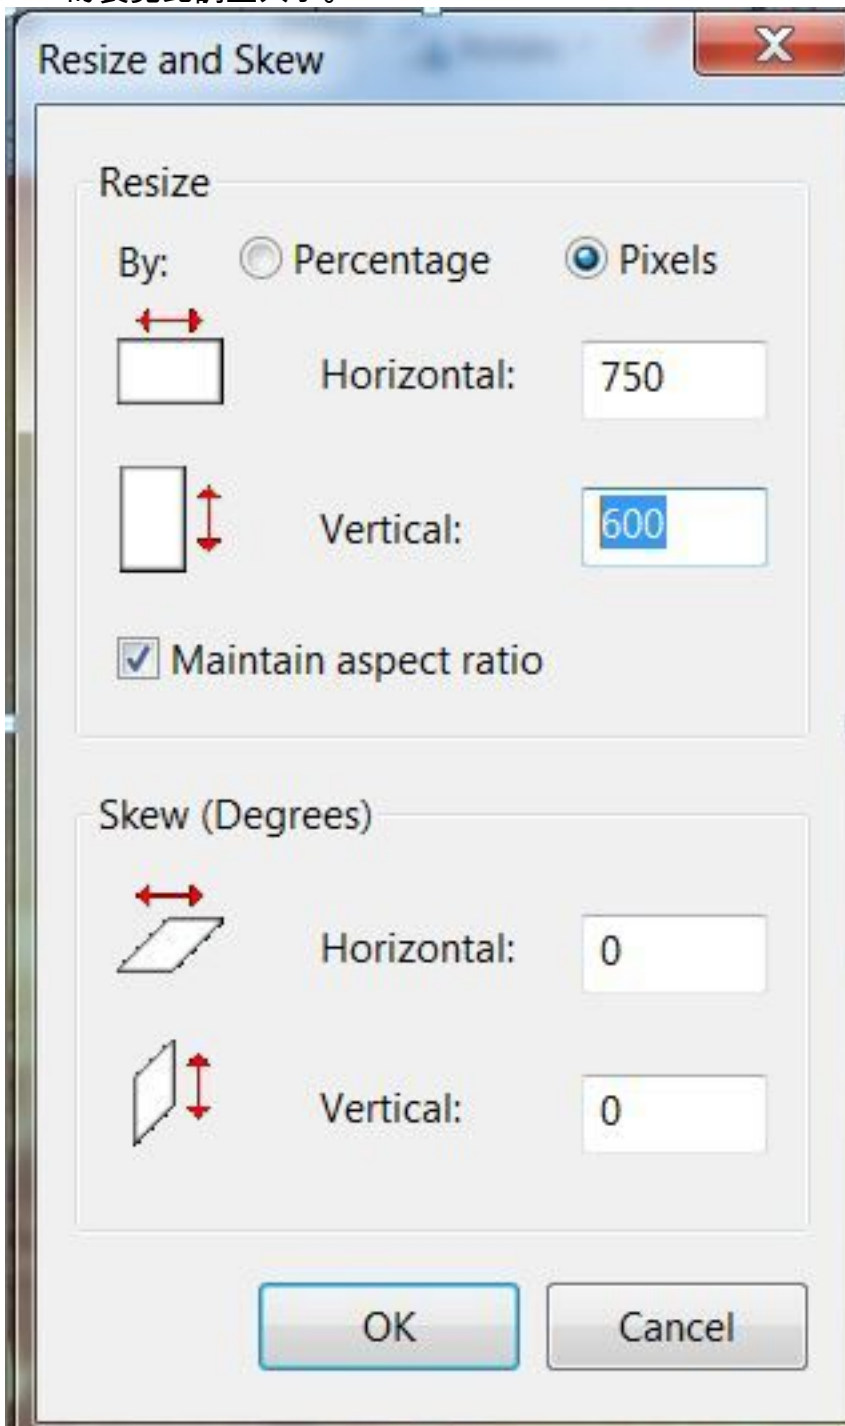 Resize and Skew
Resize
By:
Percentage
Pixels
Horizontal:
750
Vertical:
600
Maintain aspect ratio
Skew (Degrees)
Horizontal:
0
Vertical:
0
OK
Cancel